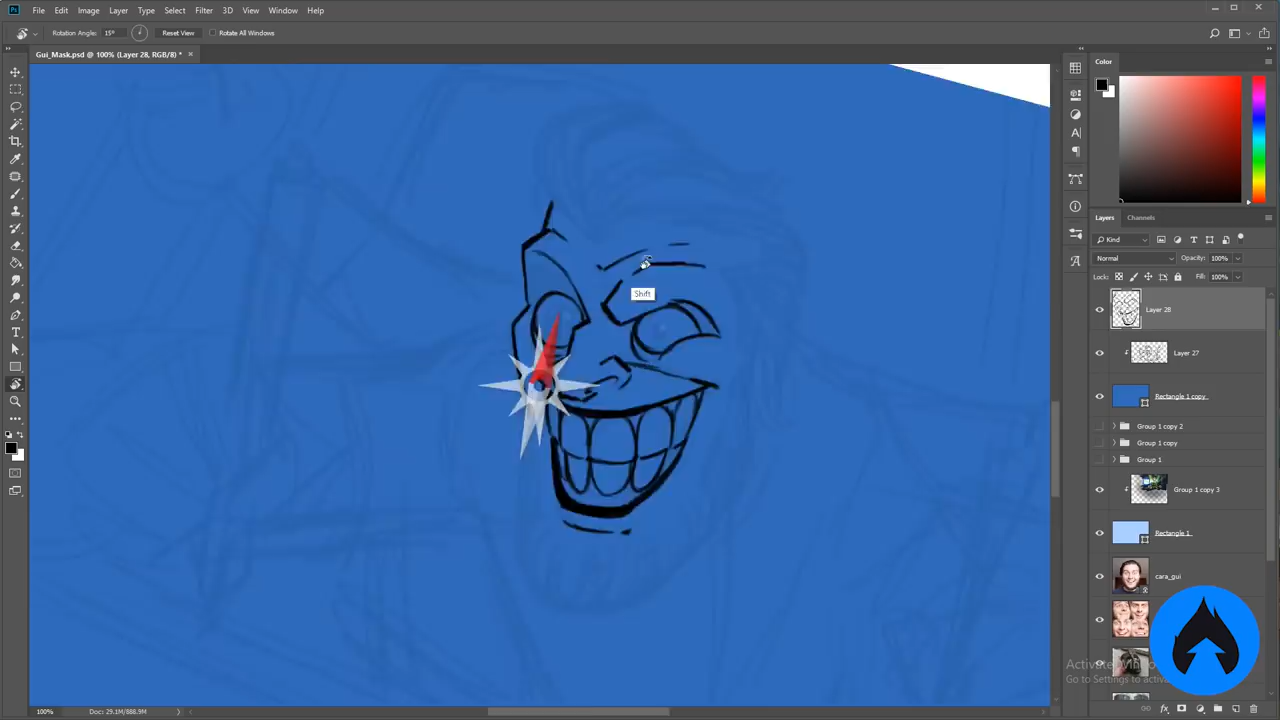 Ps File Edit Image Layer Type Select Filter 3D View Window Help
Rotation Angle: 15° Reset View Rotate All Windows
Gui_Mask.psd @ 100% (Layer 28, RGB/8) *
Color
Shift
Layers Channels
Kind
Normal Opacity: 100%
Lock: Fill: 100%
Layer 28
Layer 27
Rectangle 1 copy
Group 1 copy 2
Group 1 copy
Group 1
Group 1 copy 3
Rectangle 1
cara_gui
Activate
Go to Settings to
100% Doc: 29.1M/888.9M